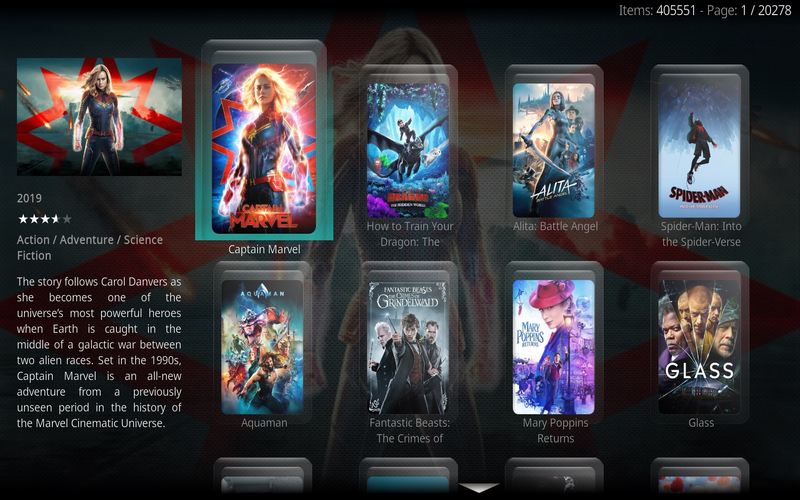 Items: 405551 - Page: 1 / 20278
2019
Action / Adventure / Science
Fiction
The story follows Carol Danvers as
she becomes one of the
universe's most powerful heroes
when Earth is caught in the
middle of a galactic war between
two alien races. Set in the 1990s,
Captain Marvel is an all-new
adventure from a previously
unseen period in the history of
the Marvel Cinematic Universe.
CAPTAIN
MARVEL
Captain Marvel
THE HIDDEN WORLD
How to Train Your
Dragon: The
ALITA
BATTLE ANGEL
Alita: Battle Angel
SPIDER-MAN
Spider-Man: Into
the Spider-Verse
AQUAMAN
Aquaman
FANTASTIC BEASTS
THE CRIMES OF
GRINDELWALD
Fantastic Beasts:
The Crimes of
MARY
POPPINS
RETURNS
Mary Poppins
Returns
GLASS
Glass